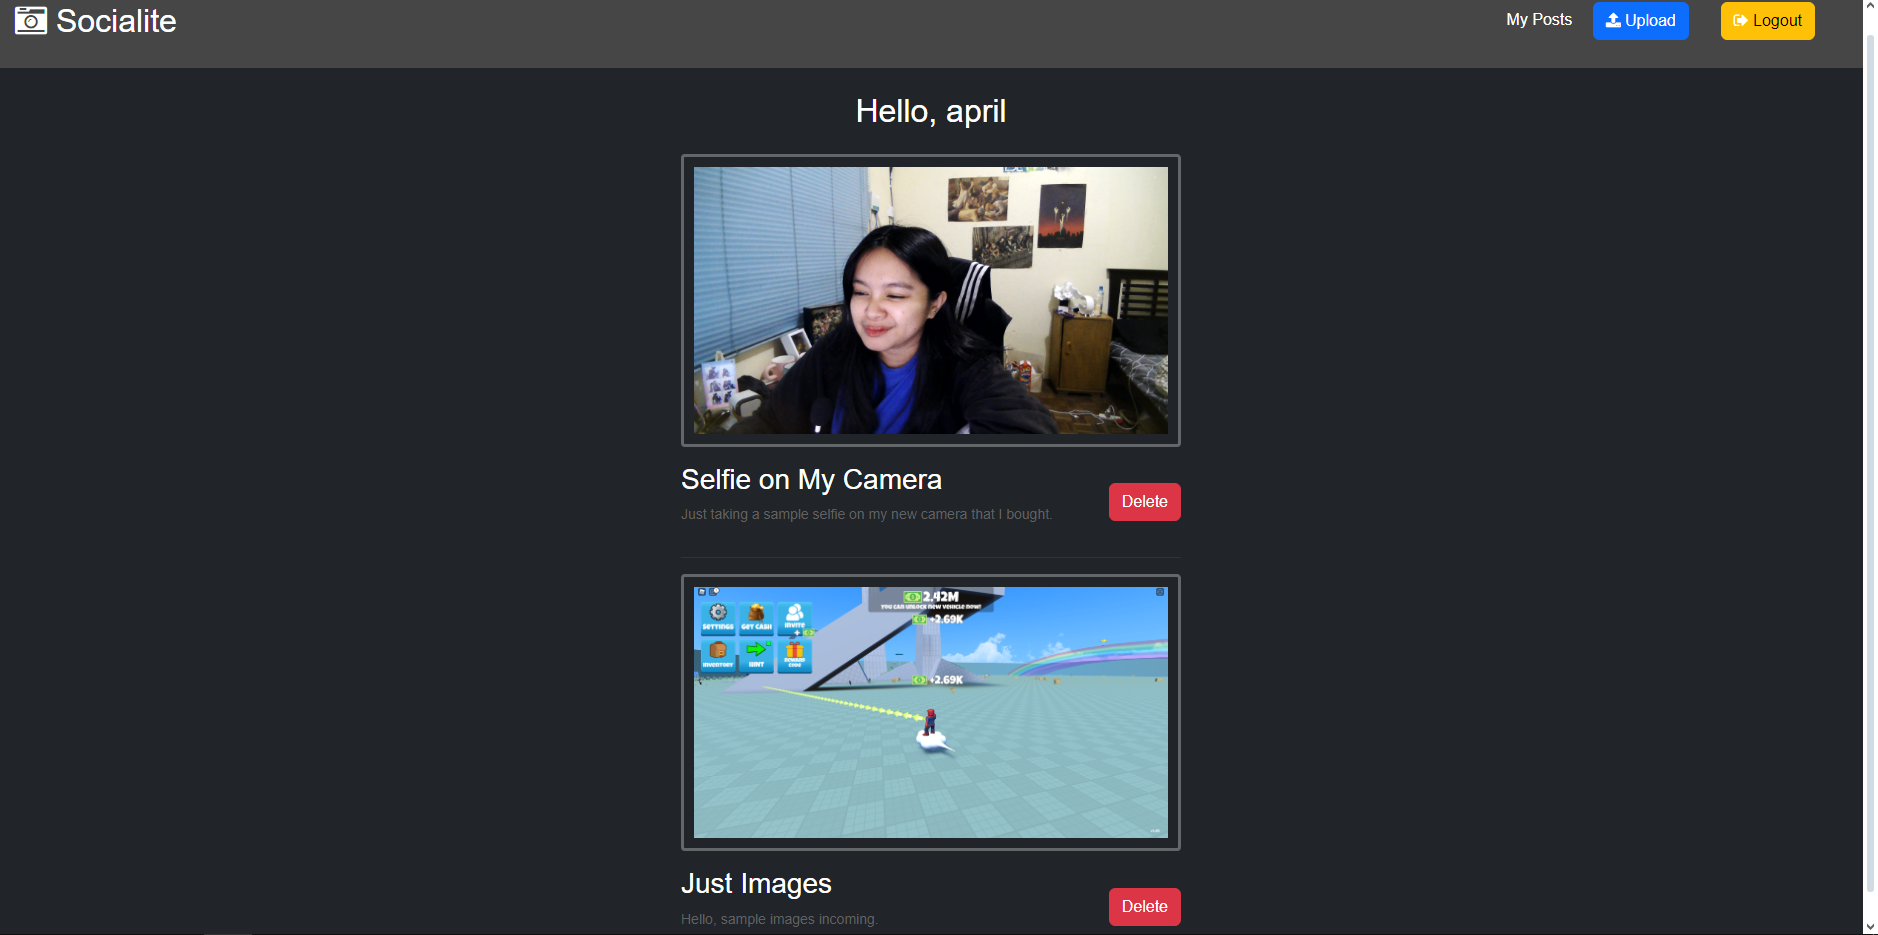 Socialite
My Posts
Upload
Logout
Hello, april
Selfie on My Camera
Just taking a sample selfie on my new camera that I bought.
Delete
2.42M
YOU CAN UNLOCK NEW VEHICLE NOW!
+2.69K
SETTINGS
GET CASH
INVITE
INVENTORY
HINT
REWARD
CODE
+2.69K
Just Images
Hello, sample images incoming.
Delete